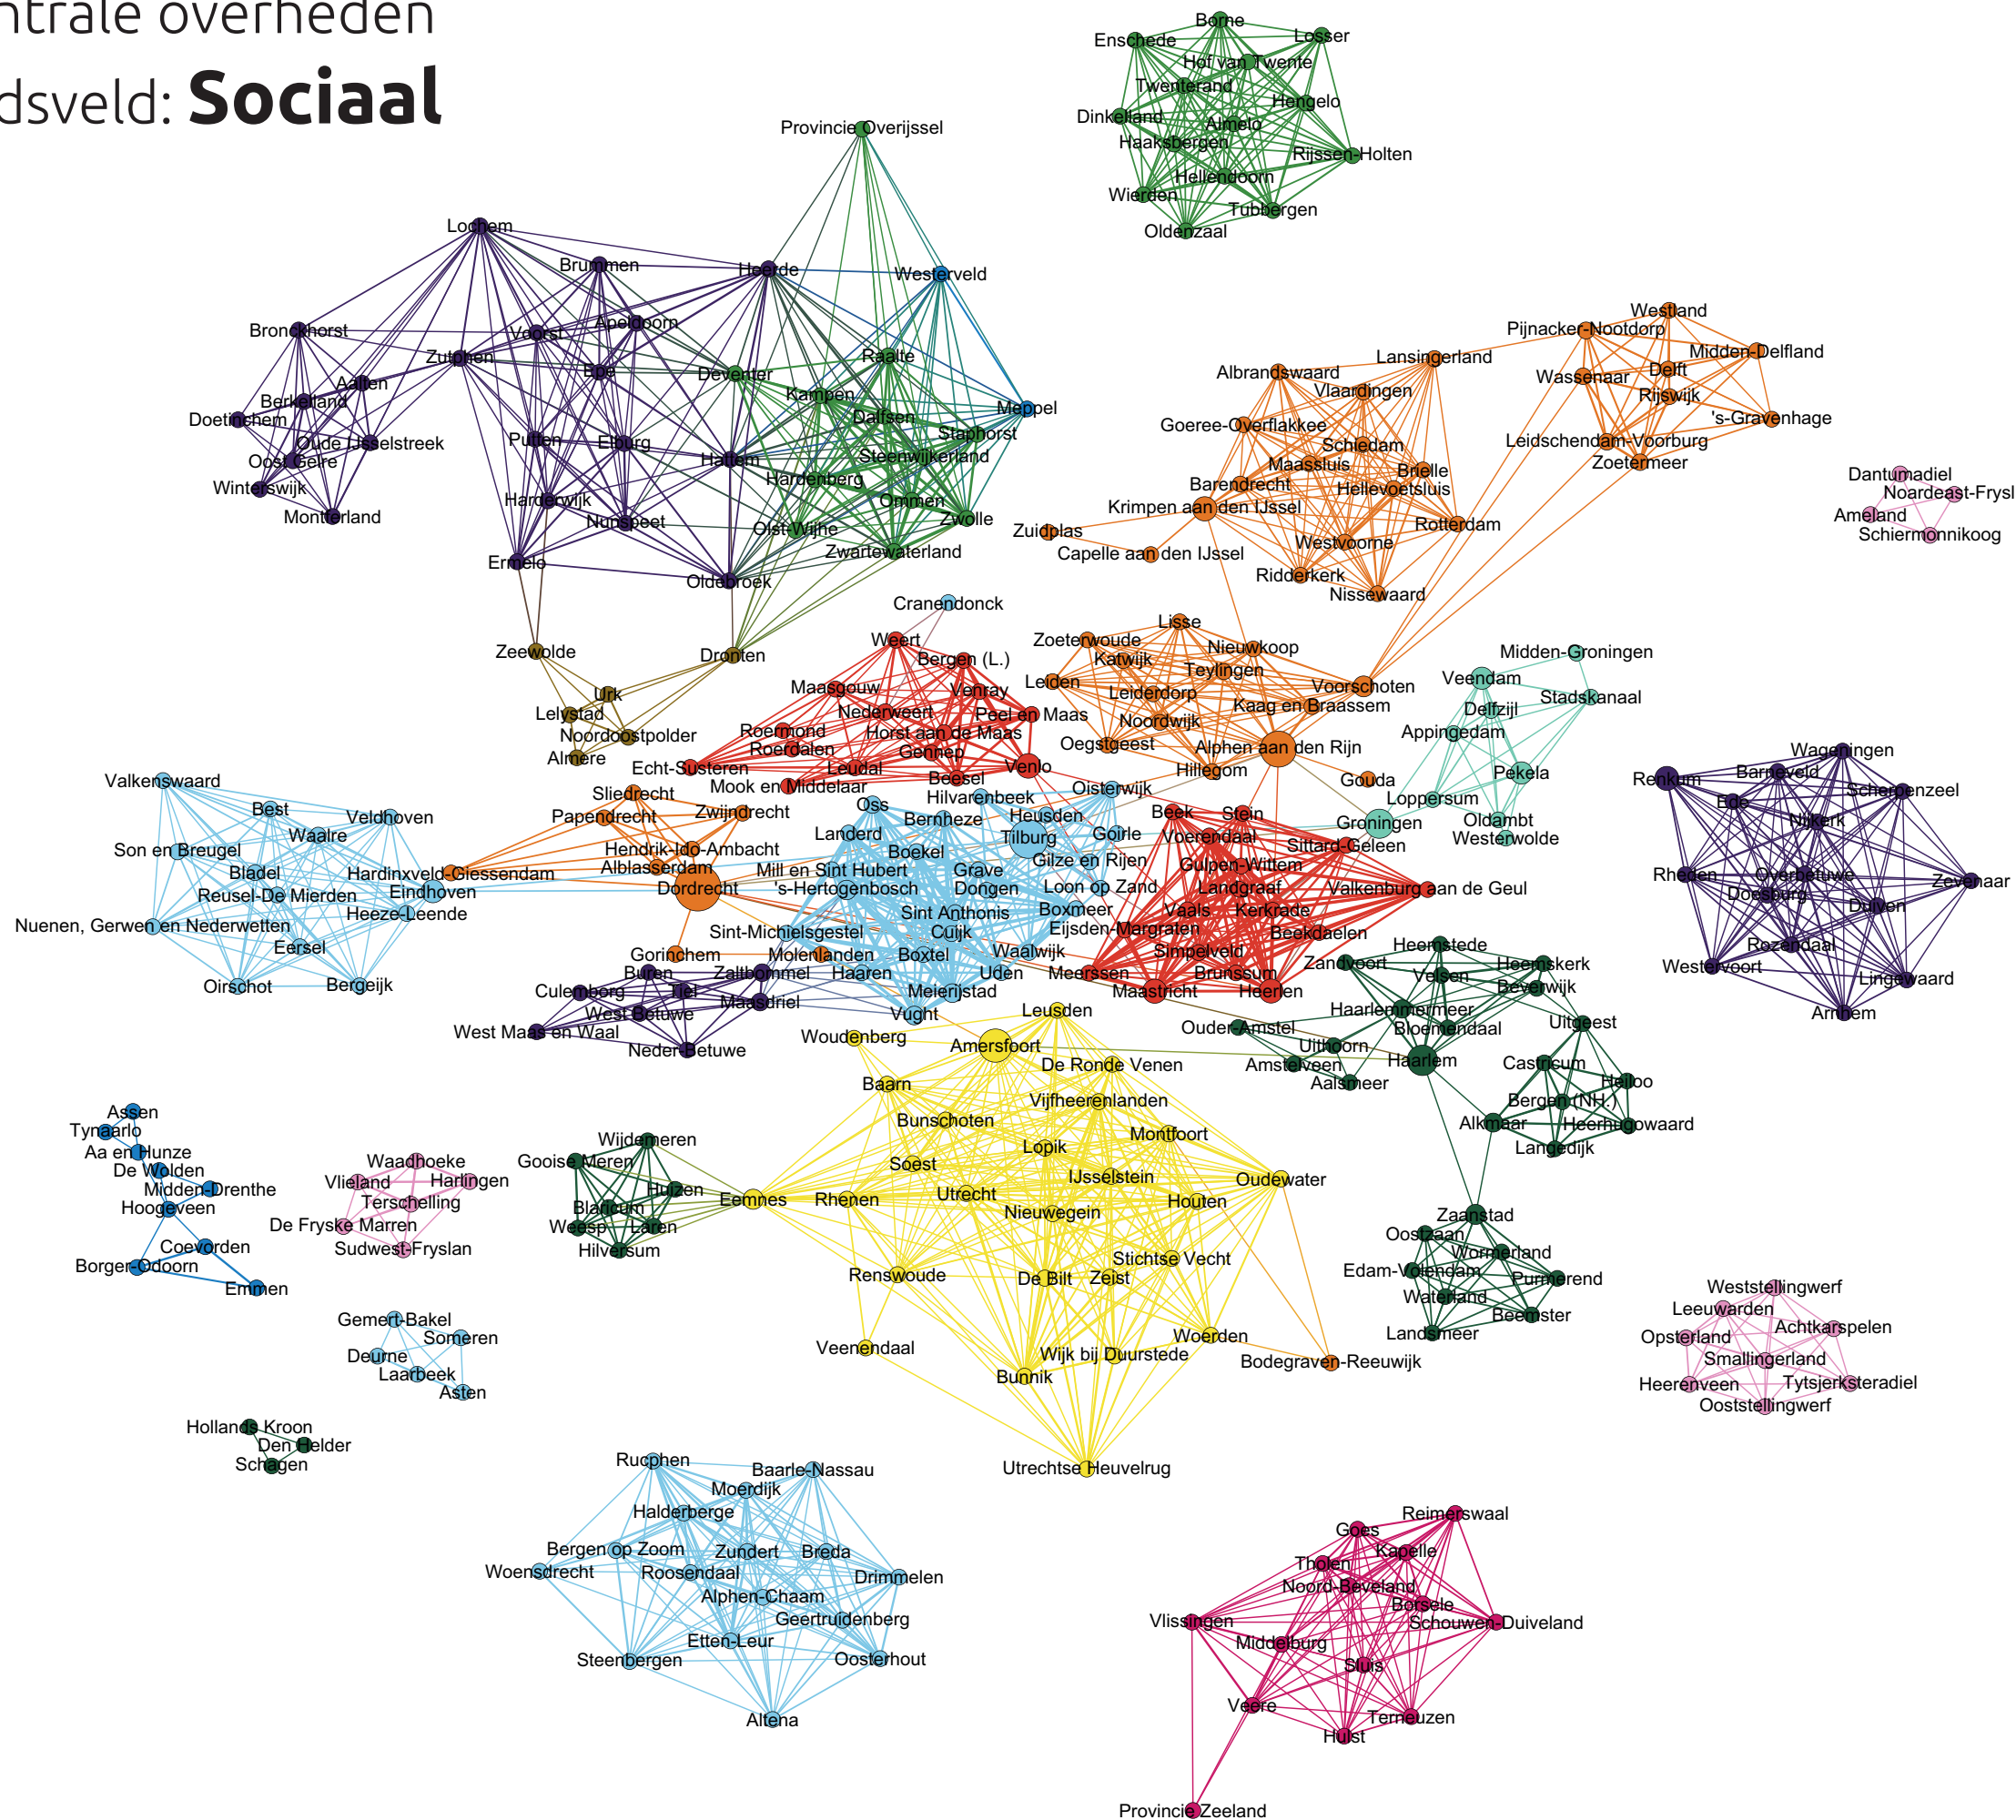 ntrale overheden
dsveld: Sociaal
Borne
Enschede
Losser
Hof van Twente
Twenterand
Hengelo
Dinkelland
Almelo
Haaksbergen
Rijssen-Holten
Hellendoorn
Wierden
Tubbergen
Oldenzaal
Provincie Overijssel
Lochem
Brummen
Heerde
Westerveld
Bronckhorst
Voorst
Apeldoorn
Zutphen
Epe
Deventer
Raalte
Aalten
Kampen
Berkelland
Dalfsen
Meppel
Doetinchem
Oude IJsselstreek
Putten
Elburg
Staphorst
Oost Gelre
Hattem
Steenwijkerland
Winterswijk
Hardenberg
Montferland
Harderwijk
Ommen
Nunspeet
Olst-Wijhe
Zwolle
Ermelo
Zwartewaterland
Oldebroek
Westland
Pijnacker-Nootdorp
Lansingerland
Midden-Delfland
Albrandswaard
Wassenaar
Delft
Vlaardingen
Rijswijk
's-Gravenhage
Goeree-Overflakkee
Schiedam
Leidschendam-Voorburg
Maassluis
Brielle
Zoetermeer
Barendrecht
Hellevoetsluis
Krimpen aan den IJssel
Rotterdam
Zuidplas
Westvoorne
Capelle aan den IJssel
Ridderkerk
Nissewaard
Dantumadiel
Noardeast-Frysl
Ameland
Schiermonnikoog
Cranendonck
Zeewolde
Dronten
Urk
Lelystad
Noordoostpolder
Almere
Weert
Bergen (L.)
Maasgouw
Venray
Nederweert
Peel en Maas
Roermond
Horst aan de Maas
Roerdalen
Gennep
Echt-Susteren
Leudal
Venlo
Mook en Middelaar
Beesel
Lisse
Zoeterwoude
Nieuwkoop
Katwijk
Teylingen
Leiden
Leiderdorp
Voorschoten
Kaag en Braassem
Noordwijk
Oegstgeest
Alphen aan den Rijn
Hillegom
Gouda
Midden-Groningen
Veendam
Stadskanaal
Delfzijl
Appingedam
Pekela
Loppersum
Groningen
Oldambt
Westerwolde
Wageningen
Renkum
Barneveld
Scherpenzeel
Ede
Nijkerk
Rheden
Overbetuwe
Zevenaar
Doesburg
Duiven
Rozendaal
Westervoort
Lingewaard
Arnhem
Valkenswaard
Best
Veldhoven
Waalre
Son en Breugel
Bladel
Reusel-De Mierden
Eindhoven
Heeze-Leende
Nuenen, Gerwen en Nederwetten
Eersel
Oirschot
Bergeijk
Sliedrecht
Papendrecht
Zwijndrecht
Hendrik-Ido-Ambacht
Alblasserdam
Hardinxveld-Giessendam
Dordrecht
Gorinchem
Molenlanden
Oss
Hilvarenbeek
Oisterwijk
Landerd
Bernheze
Heusden
Tilburg
Goirle
Boekel
Gilze en Rijen
Mill en Sint Hubert
Grave
's-Hertogenbosch
Dongen
Loon op Zand
Sint Anthonis
Boxmeer
Sint-Michielsgestel
Cuijk
Boxtel
Waalwijk
Haaren
Uden
Meierijstad
Vught
Beek
Stein
Voerendaal
Sittard-Geleen
Gulpen-Wittem
Landgraaf
Valkenburg aan de Geul
Vaals
Kerkrade
Eijsden-Margraten
Beekdaelen
Simpelveld
Meerssen
Brunssum
Maastricht
Heerlen
Buren
Zaltbommel
Culemborg
Tiel
Maasdriel
West Betuwe
West Maas en Waal
Neder-Betuwe
Heemstede
Zandvoort
Velsen
Heemskerk
Beverwijk
Haarlemmermeer
Bloemendaal
Ouder-Amstel
Uithoorn
Haarlem
Amstelveen
Aalsmeer
Uitgeest
Castricum
Heiloo
Bergen (NH.)
Alkmaar
Heerhugowaard
Langedijk
Leusden
Woudenberg
Amersfoort
De Ronde Venen
Baarn
Vijfheerenlanden
Bunschoten
Montfoort
Lopik
Soest
IJsselstein
Oudewater
Eemnes
Rhenen
Utrecht
Houten
Nieuwegein
Stichtse Vecht
Renswoude
De Bilt
Zeist
Veenendaal
Woerden
Wijk bij Duurstede
Bunnik
Bodegraven-Reeuwijk
Utrechtse Heuvelrug
Assen
Tynaarlo
Aa en Hunze
De Wolden
Midden-Drenthe
Hoogeveen
Coevorden
Borger-Odoorn
Emmen
Waadhoeke
Vlieland
Harlingen
Terschelling
De Fryske Marren
Sudwest-Fryslan
Wijdemeren
Gooise Meren
Huizen
Blaricum
Weesp
Laren
Hilversum
Zaanstad
Oostzaan
Wormerland
Edam-Volendam
Purmerend
Waterland
Beemster
Landsmeer
Gemert-Bakel
Someren
Deurne
Laarbeek
Asten
Hollands Kroon
Den Helder
Schagen
Weststellingwerf
Leeuwarden
Opsterland
Achtkarspelen
Smallingerland
Heerenveen
Tytsjerksteradiel
Ooststellingwerf
Rucphen
Baarle-Nassau
Moerdijk
Halderberge
Bergen op Zoom
Zundert
Breda
Woensdrecht
Roosendaal
Drimmelen
Alphen-Chaam
Geertruidenberg
Etten-Leur
Steenbergen
Oosterhout
Altena
Reimerswaal
Goes
Kapelle
Tholen
Noord-Beveland
Borsele
Vlissingen
Schouwen-Duiveland
Middelburg
Sluis
Veere
Terneuzen
Hulst
Provincie Zeeland